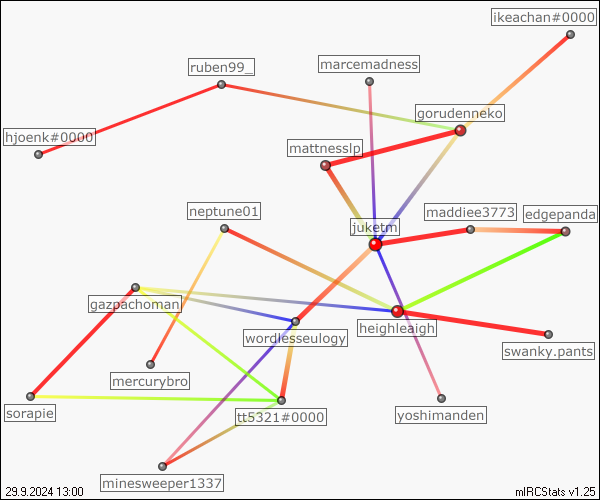 ikeachan#0000
ruben99_
marcemadness
gorudenneko
hjoenk#0000
mattnesslp
neptune01
maddiee3773
edgepanda
juketm
gazpachoman
heighleaigh
wordlesseulogy
swanky.pants
mercurybro
sorapie
yoshimanden
tt5321#0000
minesweeper1337
29.9.2024 13:00
mIRCStats v1.25